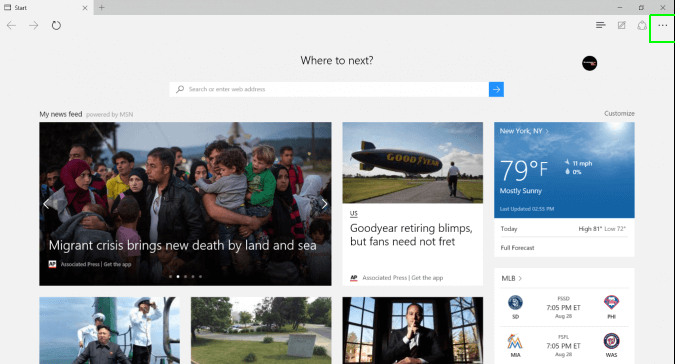 Start
Where to next?
Search or enter web address
My news feed powered by MSN
Customize
Migrant crisis brings new death by land and sea
AP Associated Press | Get the app
GOODYEAR
US
Goodyear retiring blimps,
but fans need not fret
AP Associated Press | Get the app
New York, NY
79°F
11 mph
0%
Mostly Sunny
Last Updated 02:55 PM
Today High 81° Low 72°
Full Forecast
MLB
SD FSSD 7:05 PM ET Aug 28 PHI
MIA FSFL 7:05 PM ET Aug 28 WAS